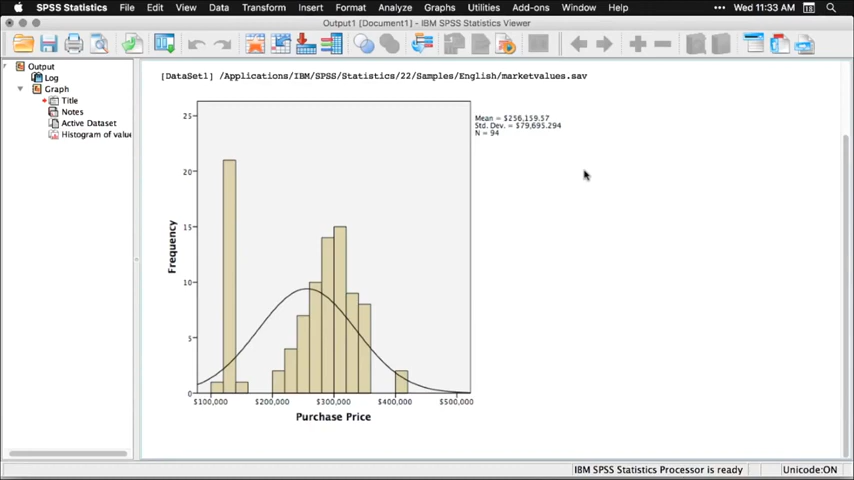 SPSS Statistics File Edit View Data Transform Insert Format Analyze Graphs Utilities Add-ons Window Help Wed 11:33 AM 18
Output1 [Document1] - IBM SPSS Statistics Viewer
Output
Log
Graph
Title
Notes
Active Dataset
Histogram of value
[DataSet1] /Applications/IBM/SPSS/Statistics/22/Samples/English/marketvalues.sav
Mean = $256,159.57
Std. Dev. = $79,695.294
N = 94
25
20
15
10
5
0
Frequency
$100,000 $200,000 $300,000 $400,000 $500,000
Purchase Price
IBM SPSS Statistics Processor is ready Unicode:ON